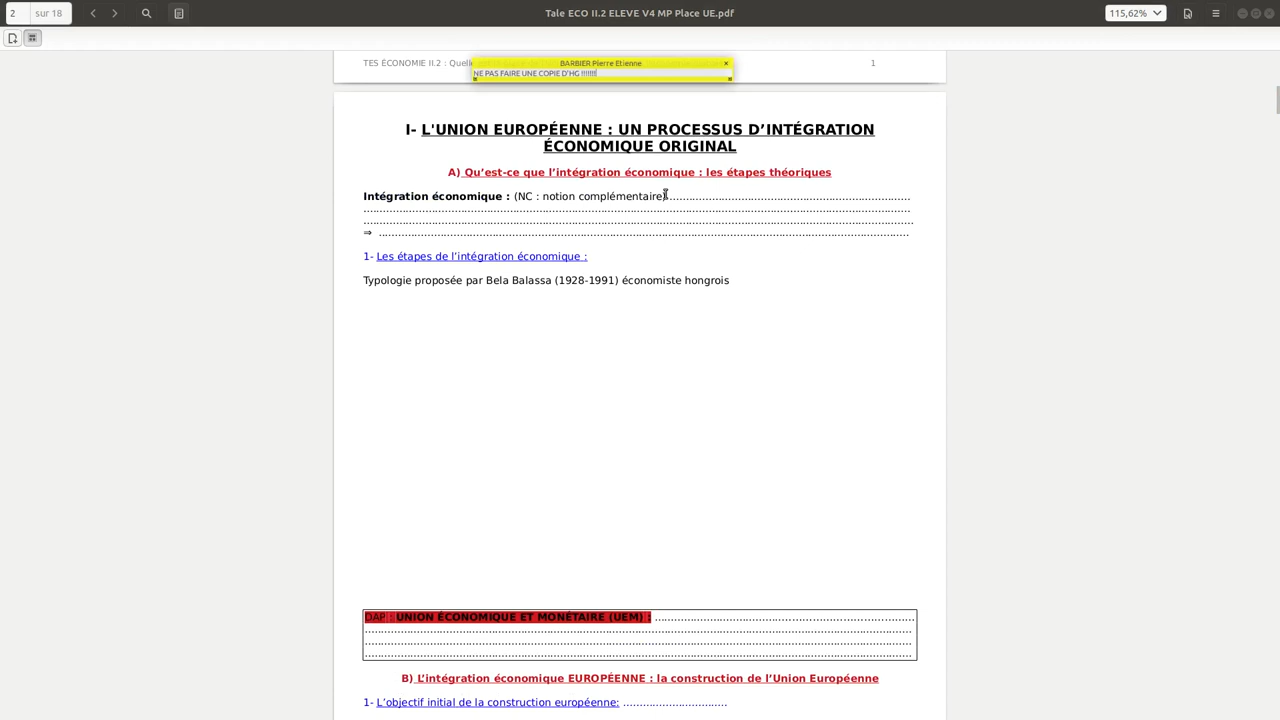 2 sur 18 Tale ECO II.2 ELEVE V4 MP Place UE.pdf 115,62%
TES ÉCONOMIE II.2 : Quelle 1
BARBIER Pierre Etienne
NE PAS FAIRE UNE COPIE D'HG !!!!!!!
I- L'UNION EUROPÉENNE : UN PROCESSUS D'INTÉGRATION
ÉCONOMIQUE ORIGINAL
A) Qu'est-ce que l'intégration économique : les étapes théoriques
Intégration économique : (NC : notion complémentaire) ..........................................................................
........................................................................................................................................................................
.........................................................................................................................................................................
⇒ ...................................................................................................................................................................
1- Les étapes de l'intégration économique :
Typologie proposée par Bela Balassa (1928-1991) économiste hongrois
DAP : UNION ÉCONOMIQUE ET MONÉTAIRE (UEM) : ................................................................................
........................................................................................................................................................................
........................................................................................................................................................................
........................................................................................................................................................................
B) L'intégration économique EUROPÉENNE : la construction de l'Union Européenne
1- L'objectif initial de la construction européenne: ................................